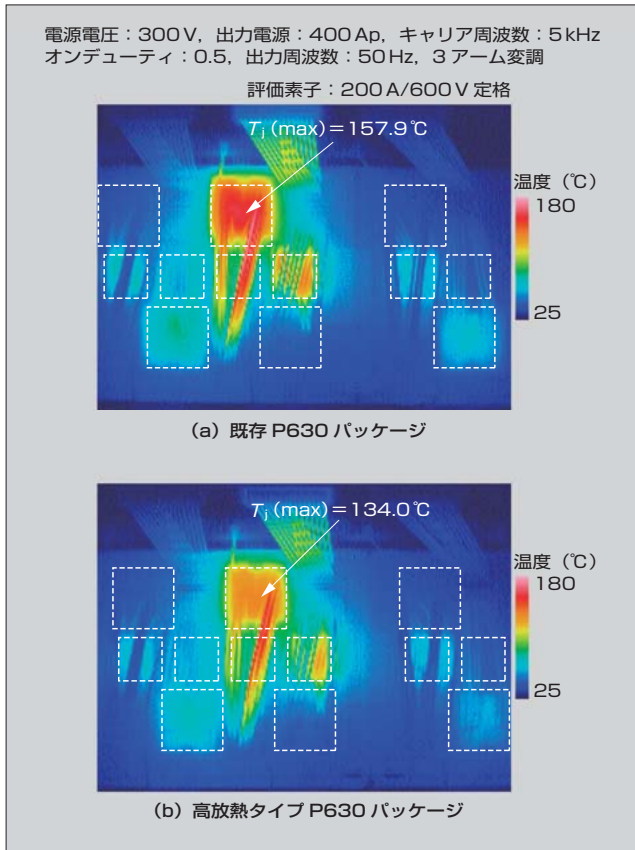 電源電圧：300 V，出力電源：400 Ap，キャリア周波数：5 kHz
オンデューティ：0.5，出力周波数：50 Hz，3 アーム変調
評価素子：200 A/600 V 定格
Tj (max)＝157.9℃
温度（℃）
180
25
(a) 既存 P630 パッケージ
Tj (max)＝134.0℃
温度（℃）
180
25
(b) 高放熱タイプ P630 パッケージ